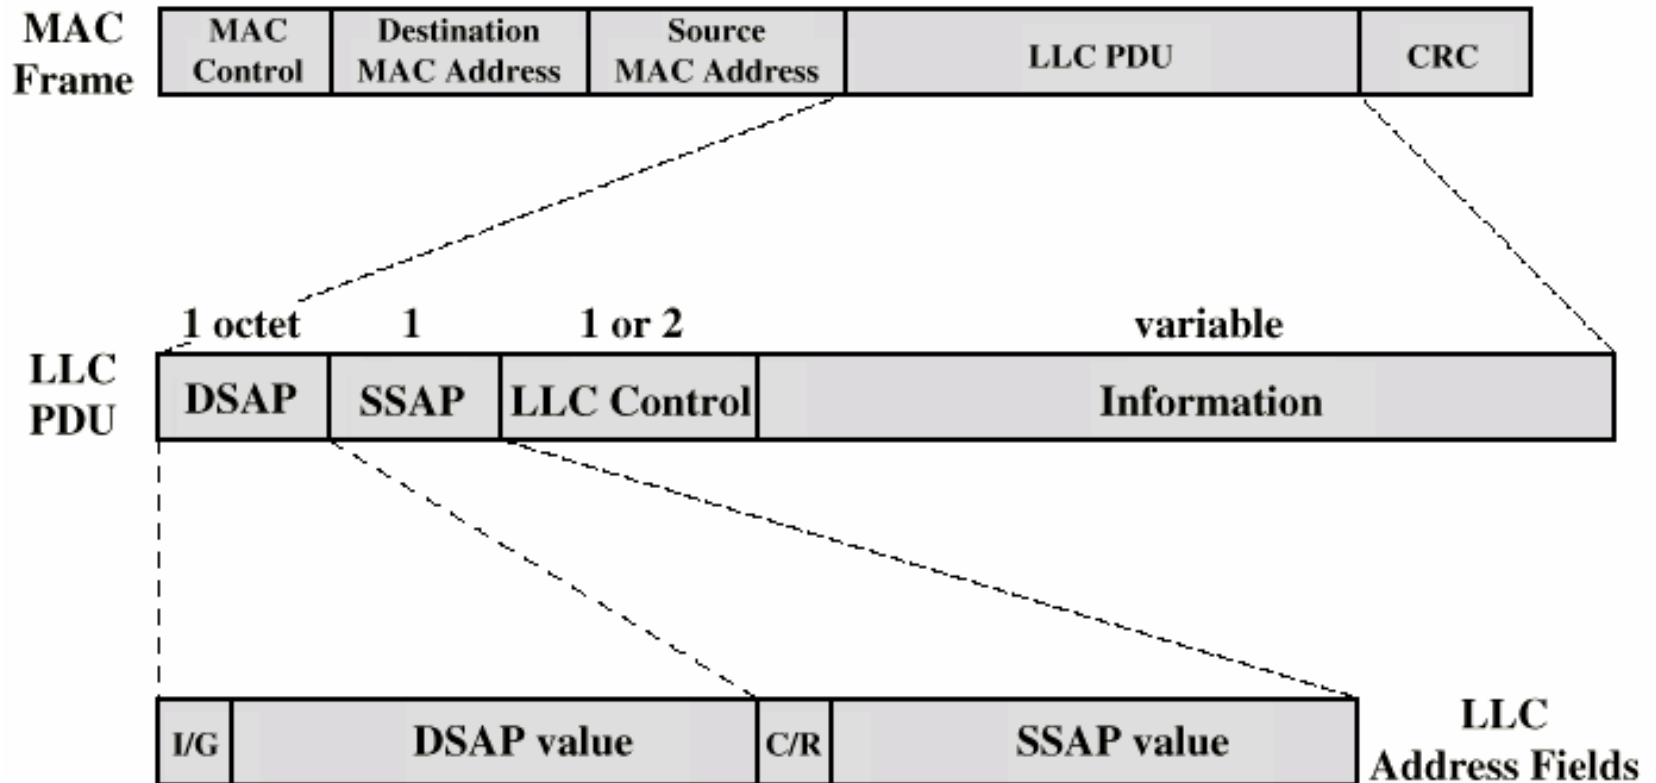 MAC
Frame
MAC
Control
Destination
MAC Address
Source
MAC Address
LLC PDU
CRC
1 octet
1
1 or 2
variable
LLC
PDU
DSAP
SSAP
LLC Control
Information
I/G
DSAP value
C/R
SSAP value
LLC
Address Fields